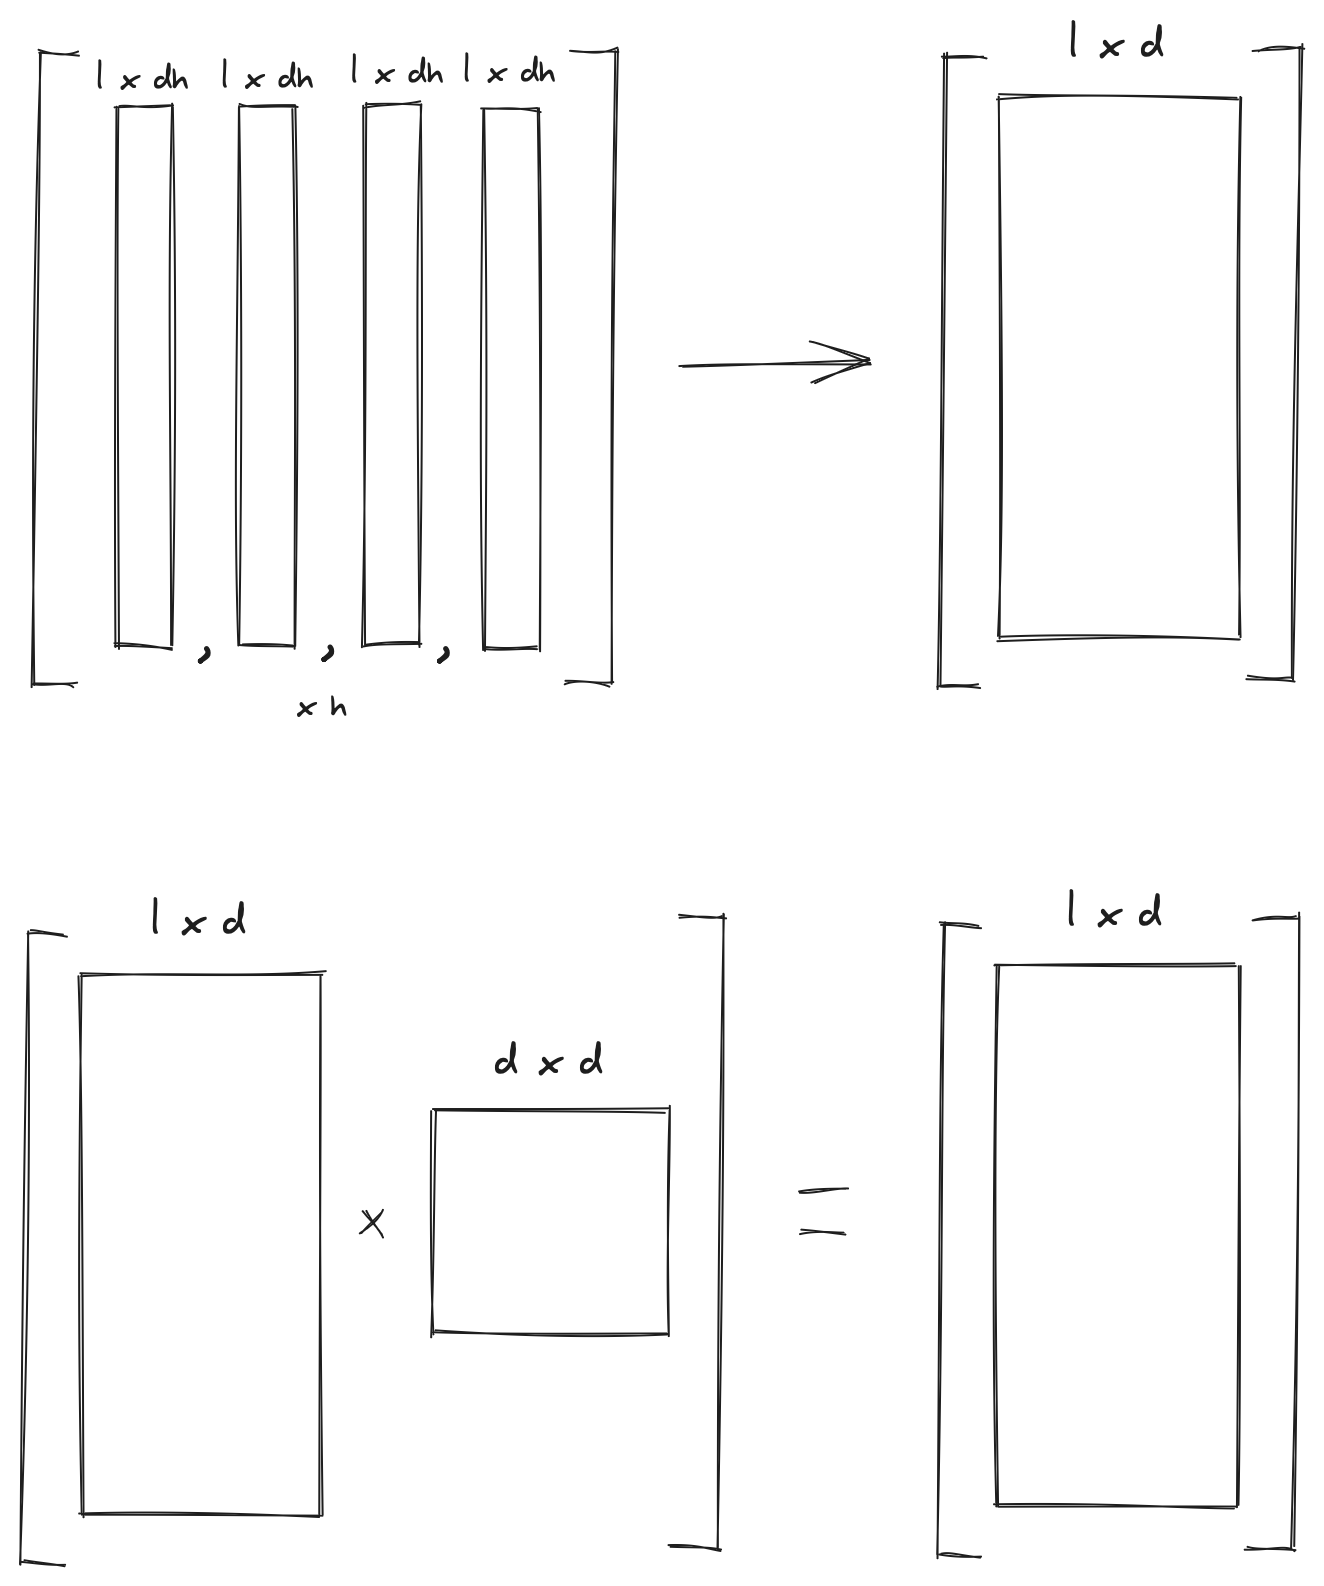 l x dh l x dh l x dh l x dh
l x d
, , ,
x h
l x d
d x d
x =
l x d